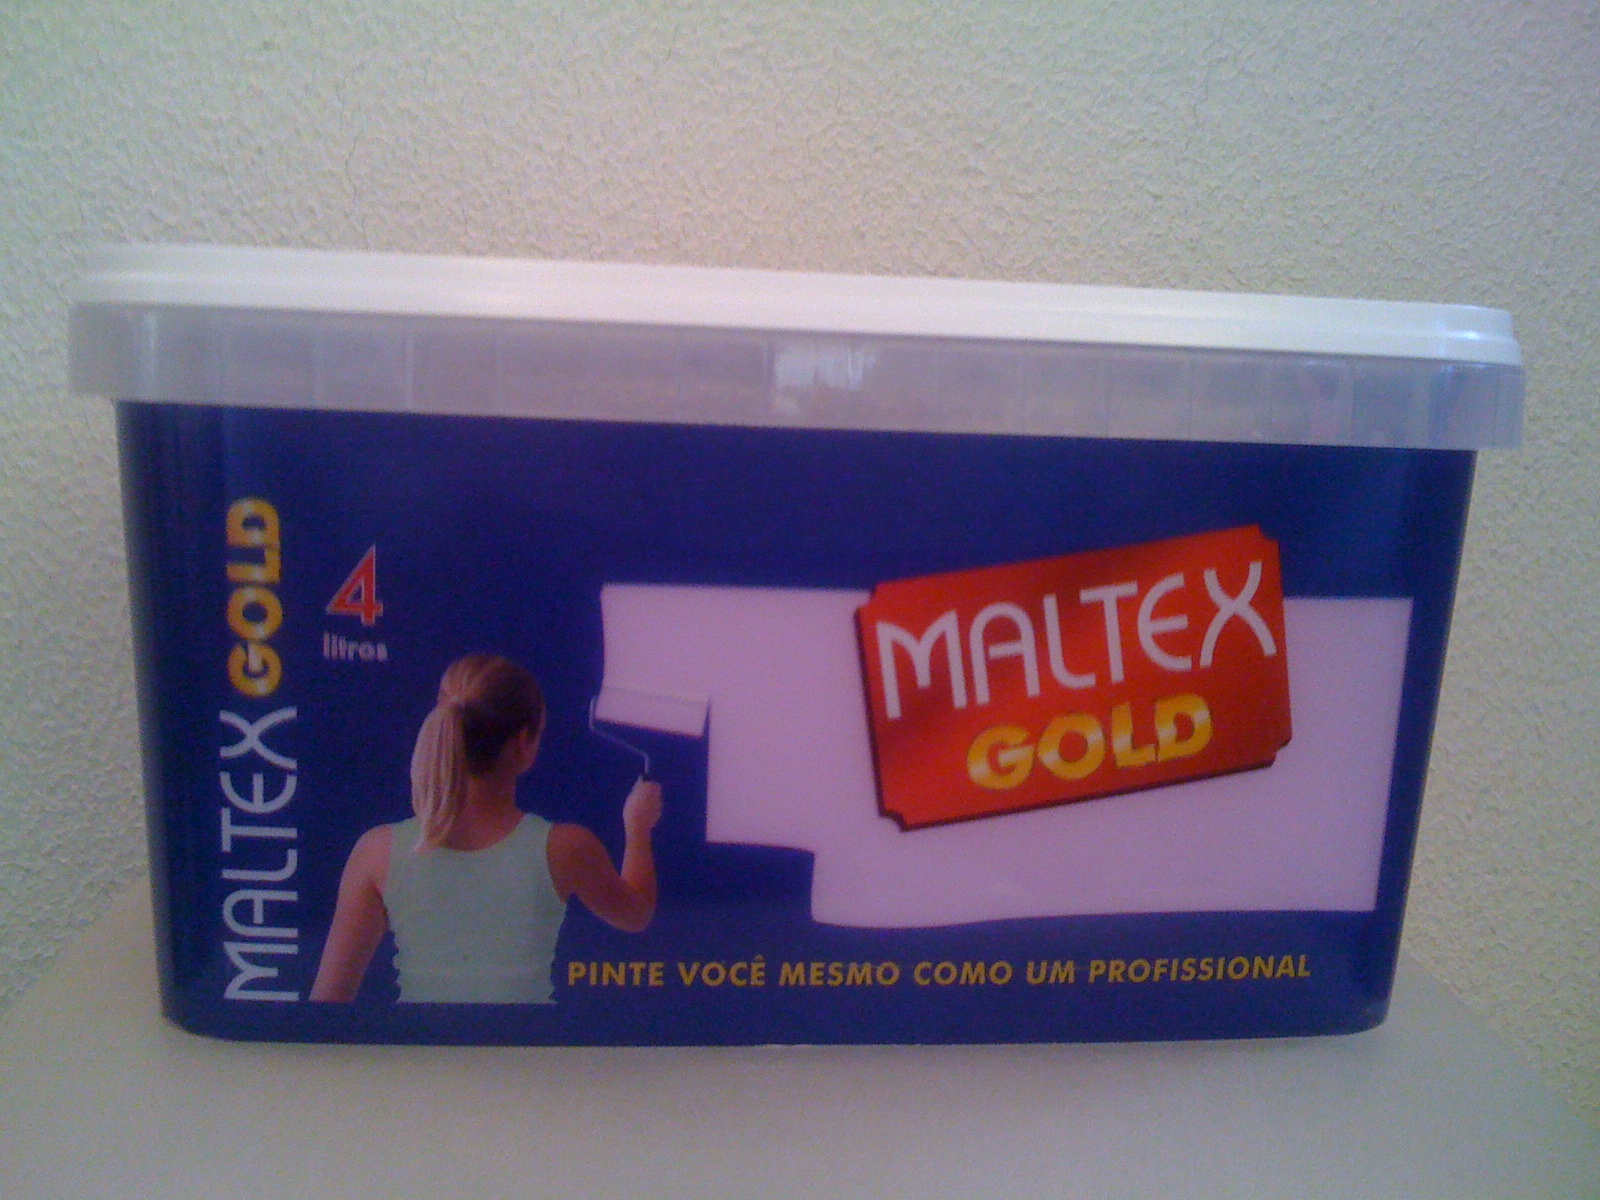 MALTEX GOLD
4
litros
MALTEX
GOLD
PINTE VOCÊ MESMO COMO UM PROFISSIONAL